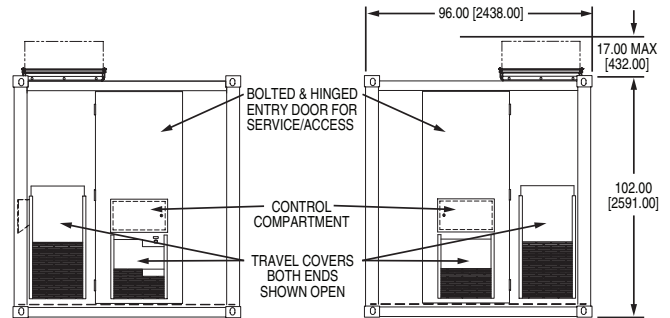 96.00 [2438.00]
17.00 MAX
[432.00]
BOLTED & HINGED
ENTRY DOOR FOR
SERVICE/ACCESS
102.00
[2591.00]
CONTROL
COMPARTMENT
TRAVEL COVERS
BOTH ENDS
SHOWN OPEN